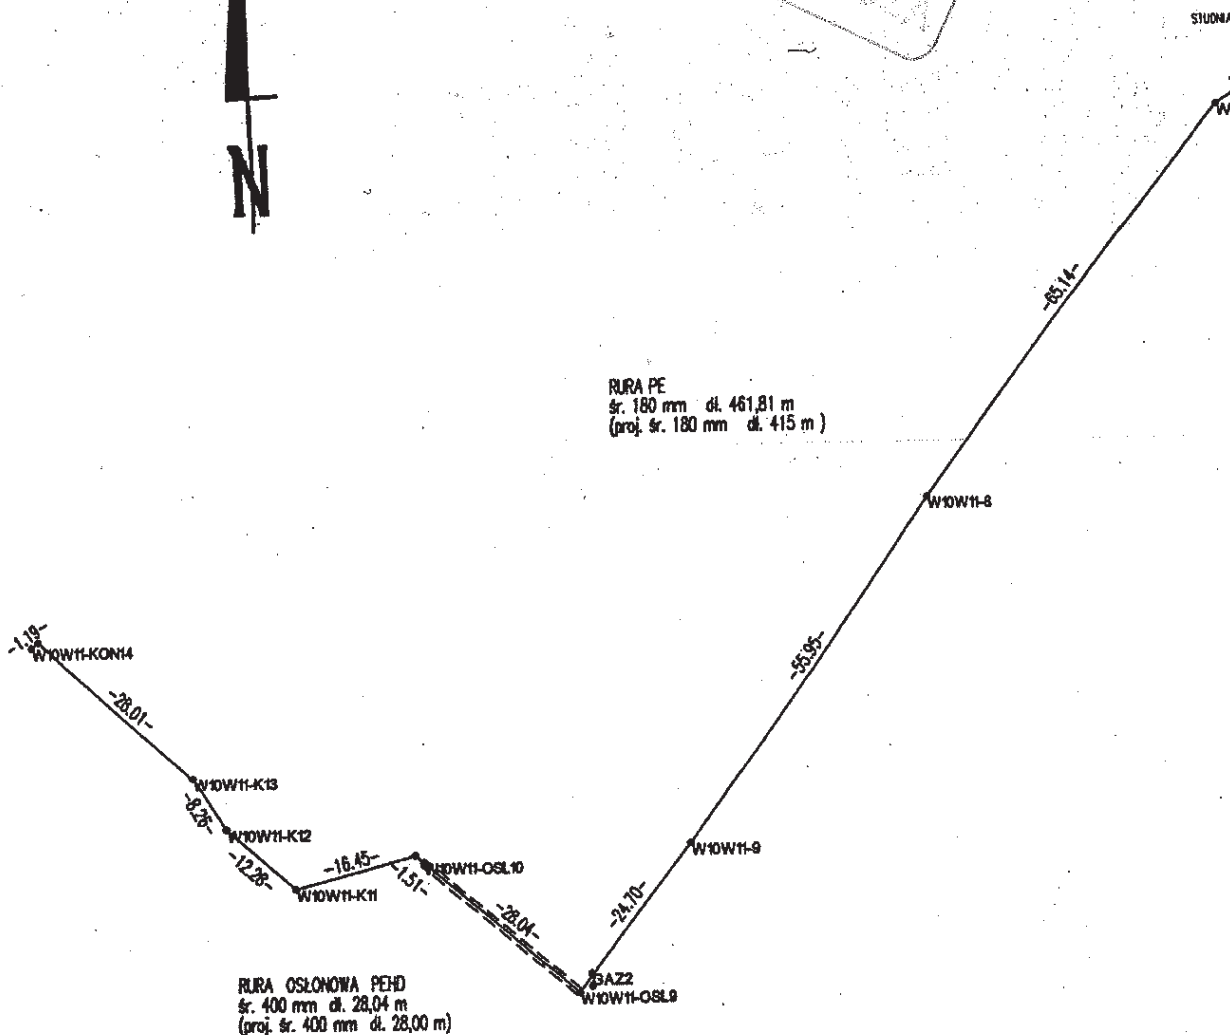 STUDNIA
N
W
-65.14-
RURA PE
śr. 180 mm dł. 461,81 m
(proj. śr. 180 mm dł. 415 m )
W10W11-8
-55.95-
-1.19-
W10W11-KON14
-28.01-
W10W11-K13
-8.26-
W10W11-K12
-12.28-
W10W11-9
-16.45-
W10W11-OSL10
-1.51-
W10W11-K11
-24.70-
-28.04-
GAZ2
W10W11-OSL9
RURA OSŁONOWA PEHD
śr. 400 mm dł. 28,04 m
(proj. śr. 400 mm dł. 28,00 m)